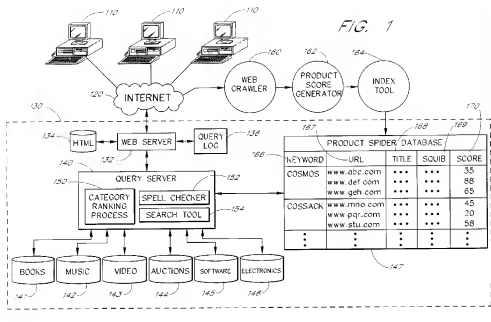 FIG. 1
110
110
110
160
162
164
120
INTERNET
WEB
CRAWLER
PRODUCT
SCORE
GENERATOR
INDEX
TOOL
130
134
HTML
WEB SERVER
132
QUERY
LOG
136
140
QUERY SERVER
150
CATEGORY
RANKING
PROCESS
152
SPELL CHECKER
SEARCH TOOL
154
166
167
168
169
170
PRODUCT SPIDER DATABASE
KEYWORD URL TITLE SQUIB SCORE
COSMOS www.abc.com ••• ••• 35
www.def.com ••• ••• 88
www.geh.com ••• ••• 65
COSSACK www.mno.com ••• ••• 45
www.pqr.com ••• ••• 20
www.stu.com ••• ••• 58
147
BOOKS
MUSIC
VIDEO
AUCTIONS
SOFTWARE
ELECTRONICS
141
142
143
144
145
146